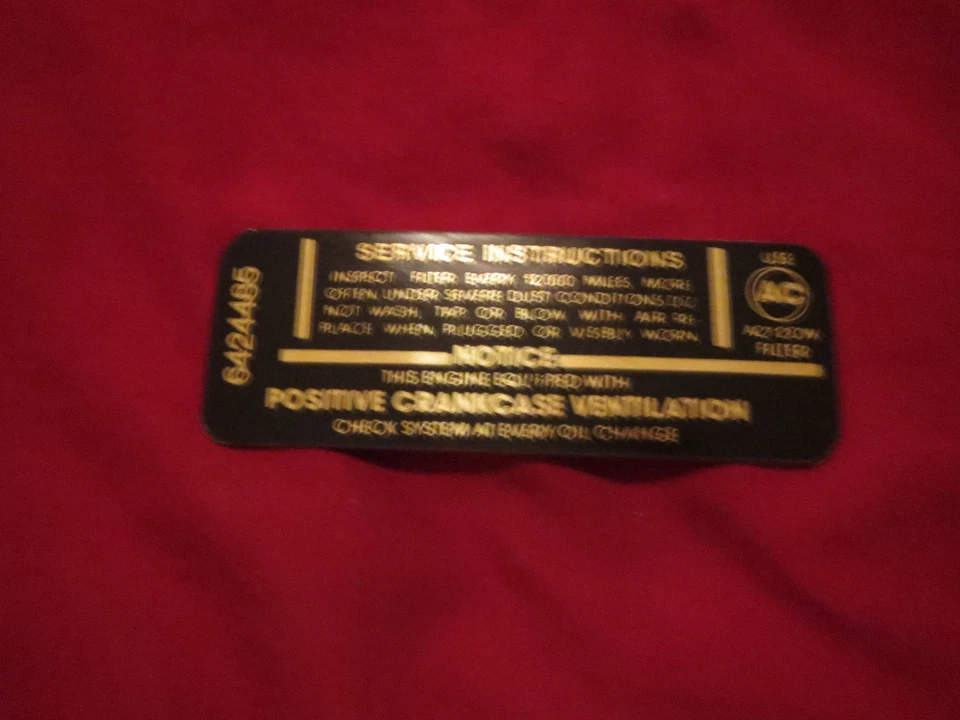 6424485
SERVICE INSTRUCTIONS
INSPECT FILTER EVERY 12,000 MILES, MORE
OFTEN UNDER SEVERE DUST CONDITIONS. DO
NOT WASH, TAP OR BLOW WITH AIR. RE-
PLACE WHEN PLUGGED OR VISIBLY WORN.
USE
AC
FILTER
NOTICE
THIS ENGINE EQUIPPED WITH
POSITIVE CRANKCASE VENTILATION
CHECK SYSTEM AT EVERY OIL CHANGE